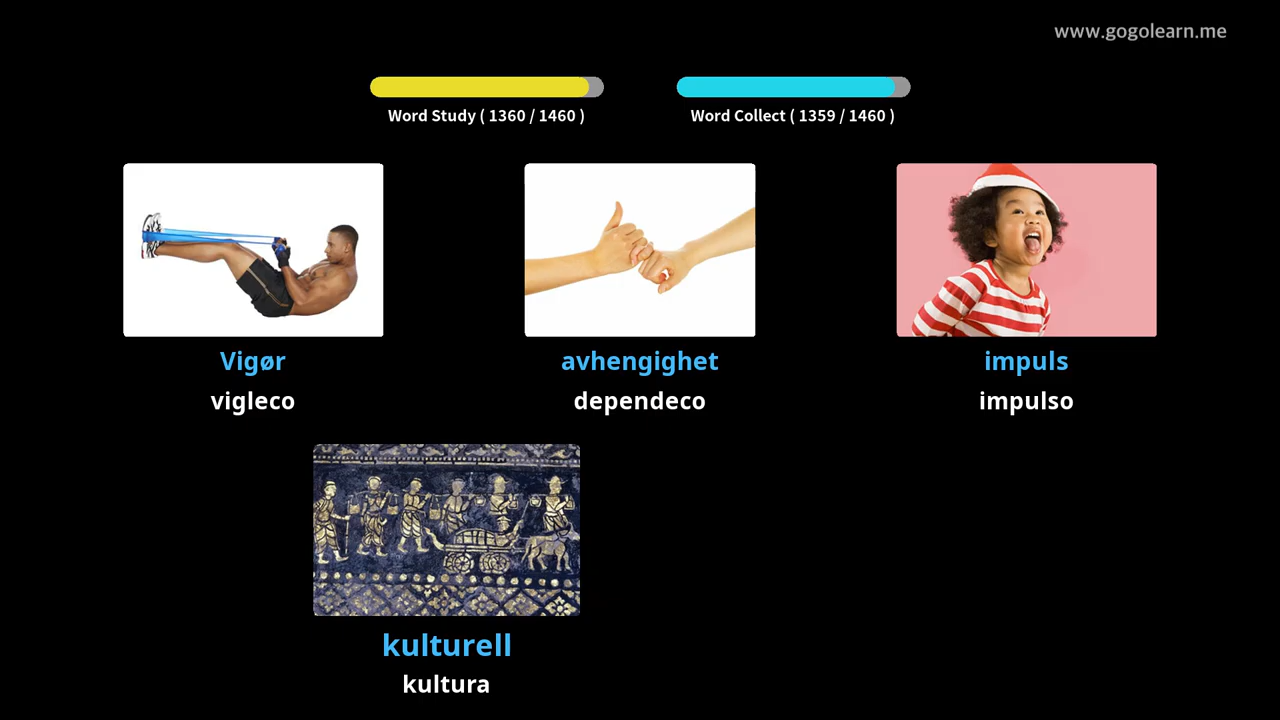 www.gogolearn.me
Word Study ( 1360 / 1460 )
Word Collect ( 1359 / 1460 )
Vigør
vigleco
avhengighet
dependeco
impuls
impulso
kulturell
kultura